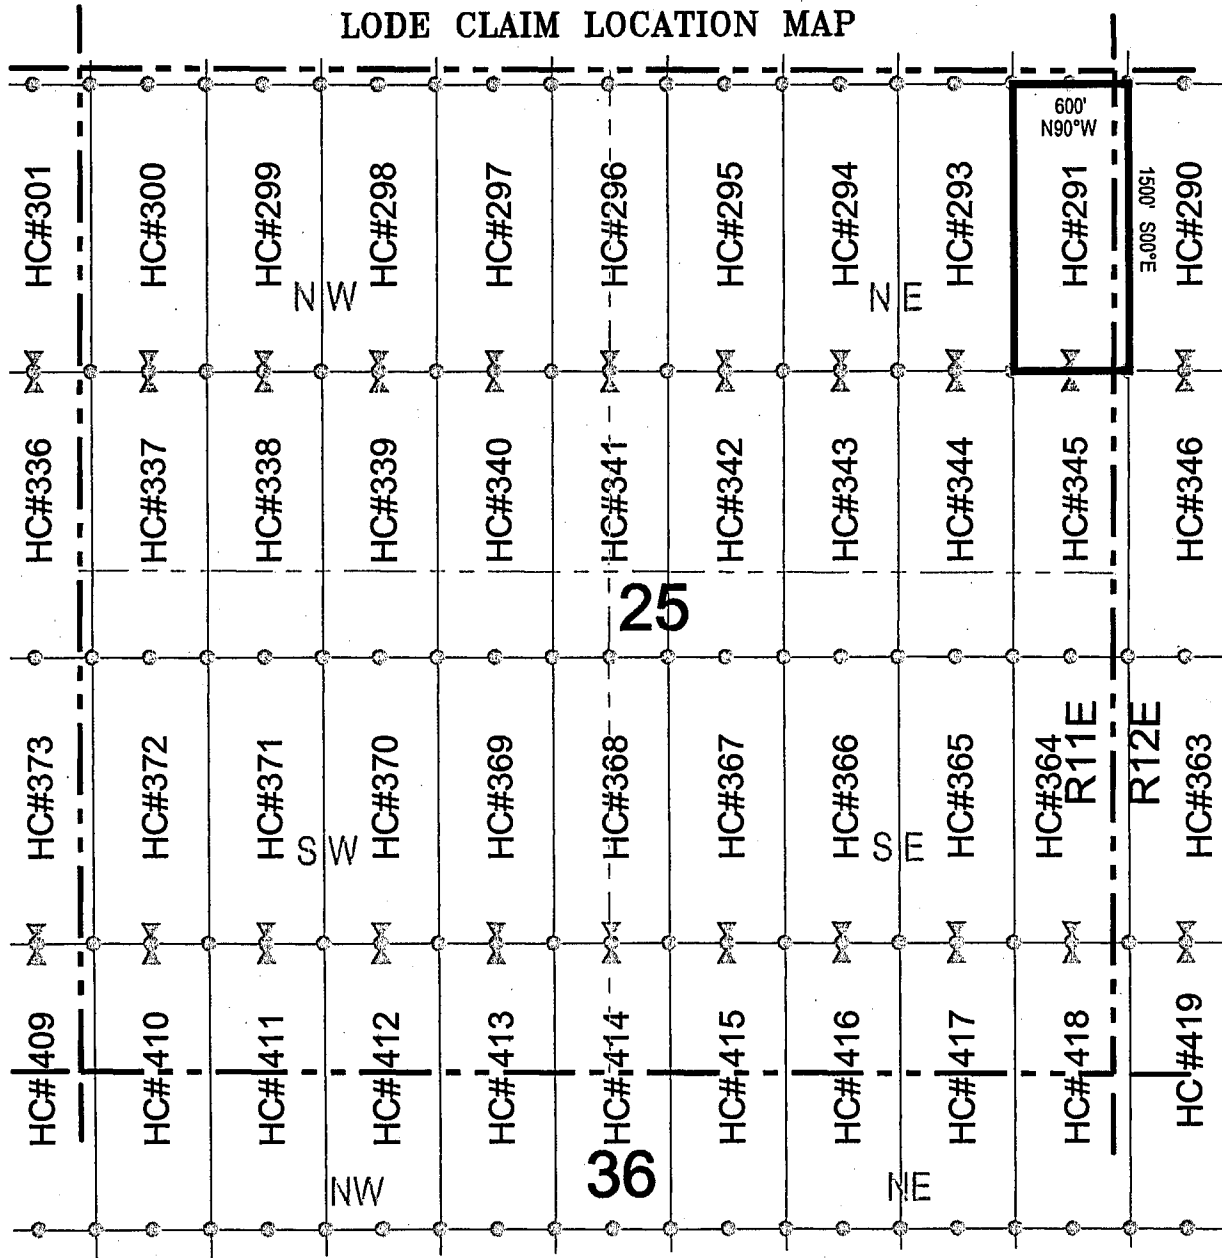 LODE CLAIM LOCATION MAP
600'
N90°W
1500' S00°E
HC#301
HC#300
HC#299
HC#298
HC#297
HC#296
HC#295
HC#294
HC#293
HC#291
HC#290
NW
NE
HC#336
HC#337
HC#338
HC#339
HC#340
HC#341
HC#342
HC#343
HC#344
HC#345
HC#346
25
HC#373
HC#372
HC#371
HC#370
HC#369
HC#368
HC#367
HC#366
HC#365
HC#364
R11E
R12E
HC#363
SW
SE
HC#409
HC#410
HC#411
HC#412
HC#413
HC#414
HC#415
HC#416
HC#417
HC#418
HC#419
36
NW
NE